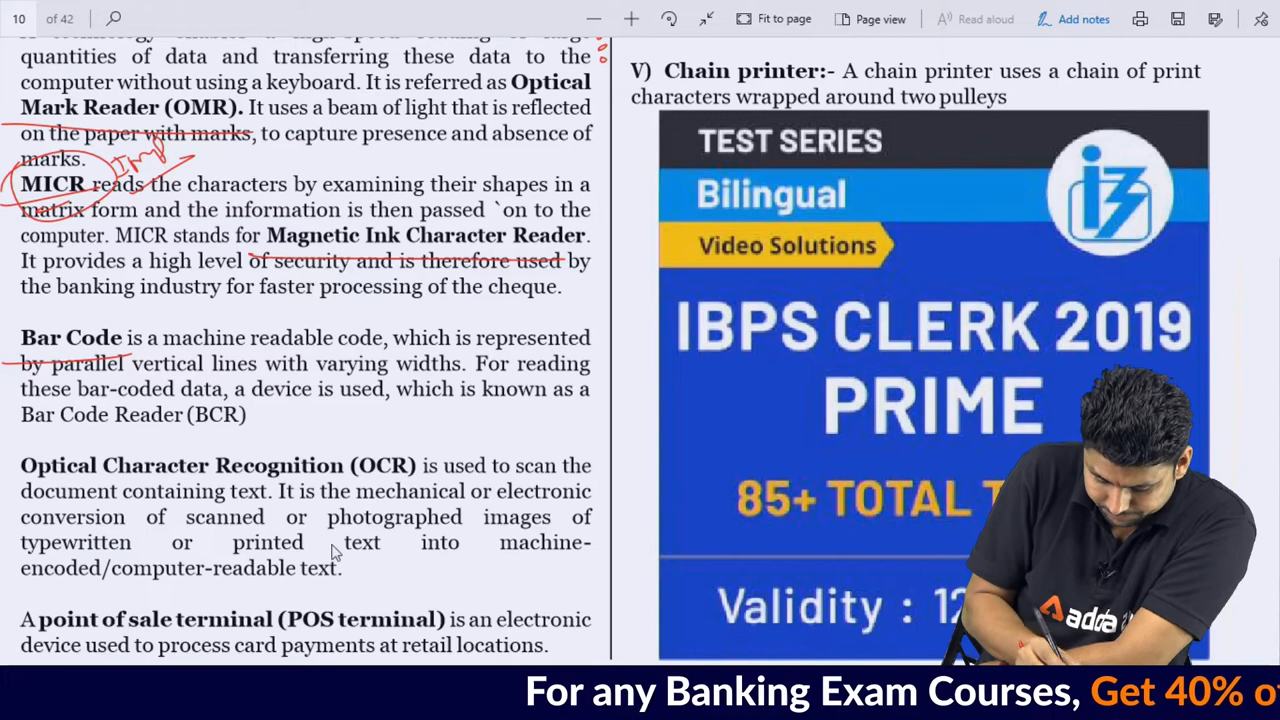 10 of 42
Fit to page
Page view
Read aloud
Add notes
quantities of data and transferring these data to the
computer without using a keyboard. It is referred as Optical
Mark Reader (OMR). It uses a beam of light that is reflected
on the paper with marks, to capture presence and absence of
marks.
Imp
MICR reads the characters by examining their shapes in a
matrix form and the information is then passed `on to the
computer. MICR stands for Magnetic Ink Character Reader.
It provides a high level of security and is therefore used by
the banking industry for faster processing of the cheque.
Bar Code is a machine readable code, which is represented
by parallel vertical lines with varying widths. For reading
these bar-coded data, a device is used, which is known as a
Bar Code Reader (BCR)
Optical Character Recognition (OCR) is used to scan the
document containing text. It is the mechanical or electronic
conversion of scanned or photographed images of
typewritten or printed text into machine-
encoded/computer-readable text.
A point of sale terminal (POS terminal) is an electronic
device used to process card payments at retail locations.
V) Chain printer:- A chain printer uses a chain of print
characters wrapped around two pulleys
TEST SERIES
Bilingual
Video Solutions
IBPS CLERK 2019
PRIME
85+ TOTAL T
Validity : 12
adda
For any Banking Exam Courses, Get 40% of